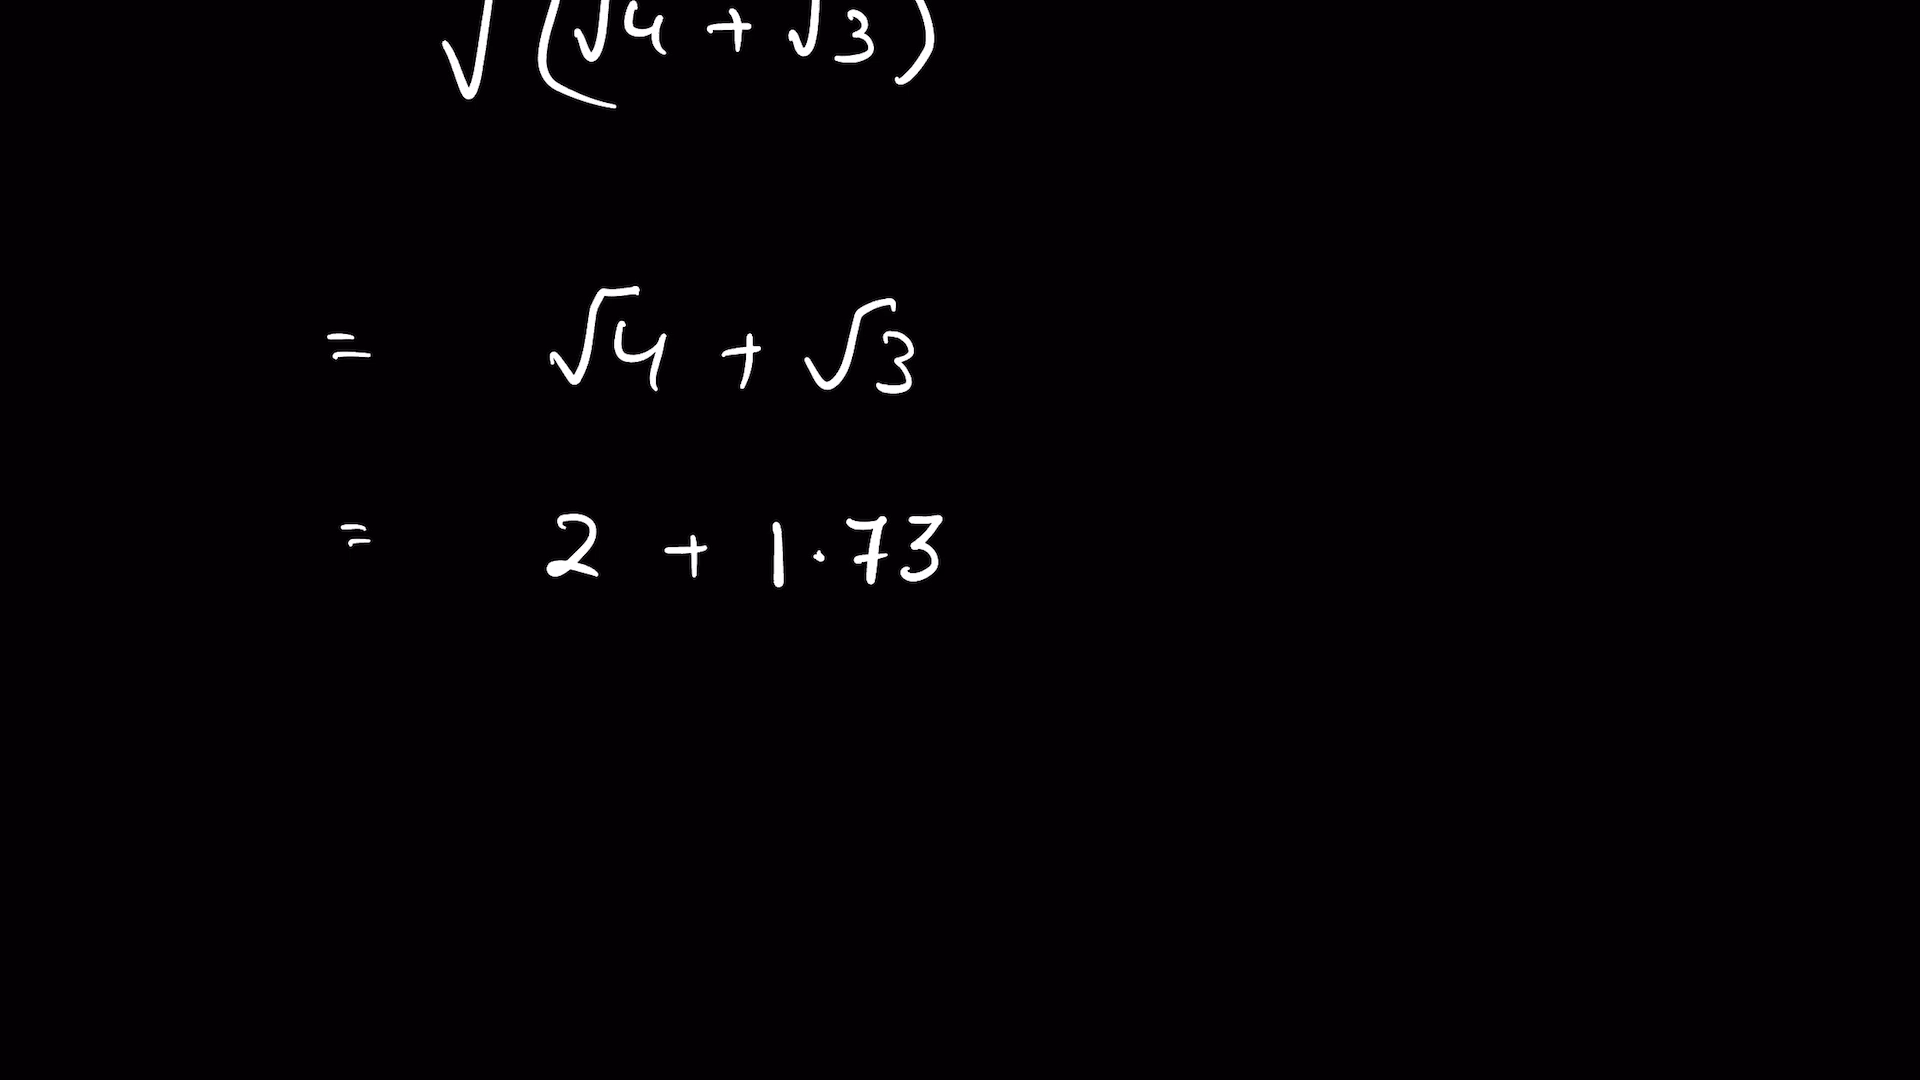 √(√4 + √3)
= √4 + √3
= 2 + 1.73